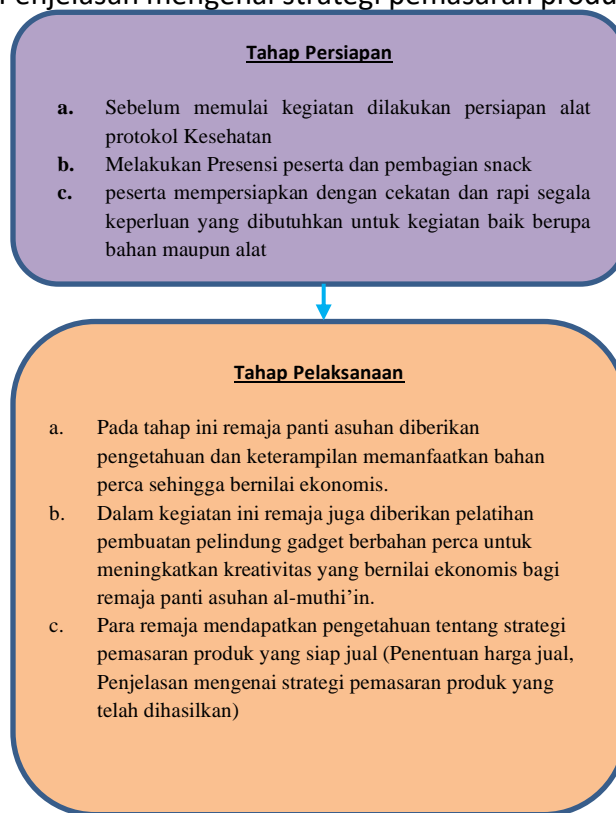 Penjelasan mengenai strategi pemasaran produ
Tahap Persiapan
a. Sebelum memulai kegiatan dilakukan persiapan alat
protokol Kesehatan
b. Melakukan Presensi peserta dan pembagian snack
c. peserta mempersiapkan dengan cekatan dan rapi segala
keperluan yang dibutuhkan untuk kegiatan baik berupa
bahan maupun alat
Tahap Pelaksanaan
a. Pada tahap ini remaja panti asuhan diberikan
pengetahuan dan keterampilan memanfaatkan bahan
perca sehingga bernilai ekonomis.
b. Dalam kegiatan ini remaja juga diberikan pelatihan
pembuatan pelindung gadget berbahan perca untuk
meningkatkan kreativitas yang bernilai ekonomis bagi
remaja panti asuhan al-muthi’in.
c. Para remaja mendapatkan pengetahuan tentang strategi
pemasaran produk yang siap jual (Penentuan harga jual,
Penjelasan mengenai strategi pemasaran produk yang
telah dihasilkan)